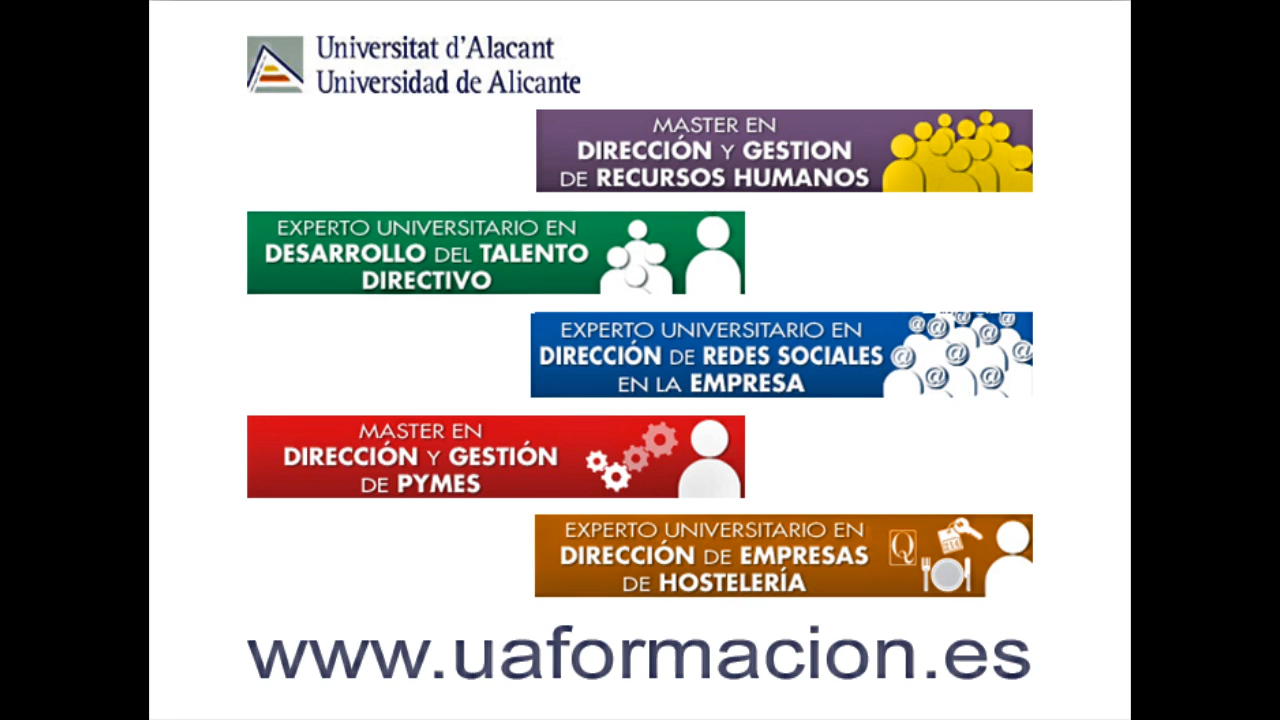 Universitat d'Alacant
Universidad de Alicante
MASTER EN
DIRECCIÓN Y GESTION
DE RECURSOS HUMANOS
EXPERTO UNIVERSITARIO EN
DESARROLLO DEL TALENTO
DIRECTIVO
EXPERTO UNIVERSITARIO EN
DIRECCIÓN DE REDES SOCIALES
EN LA EMPRESA
MASTER EN
DIRECCIÓN Y GESTIÓN
DE PYMES
EXPERTO UNIVERSITARIO EN
DIRECCIÓN DE EMPRESAS
DE HOSTELERÍA
Q
www.uaformacion.es